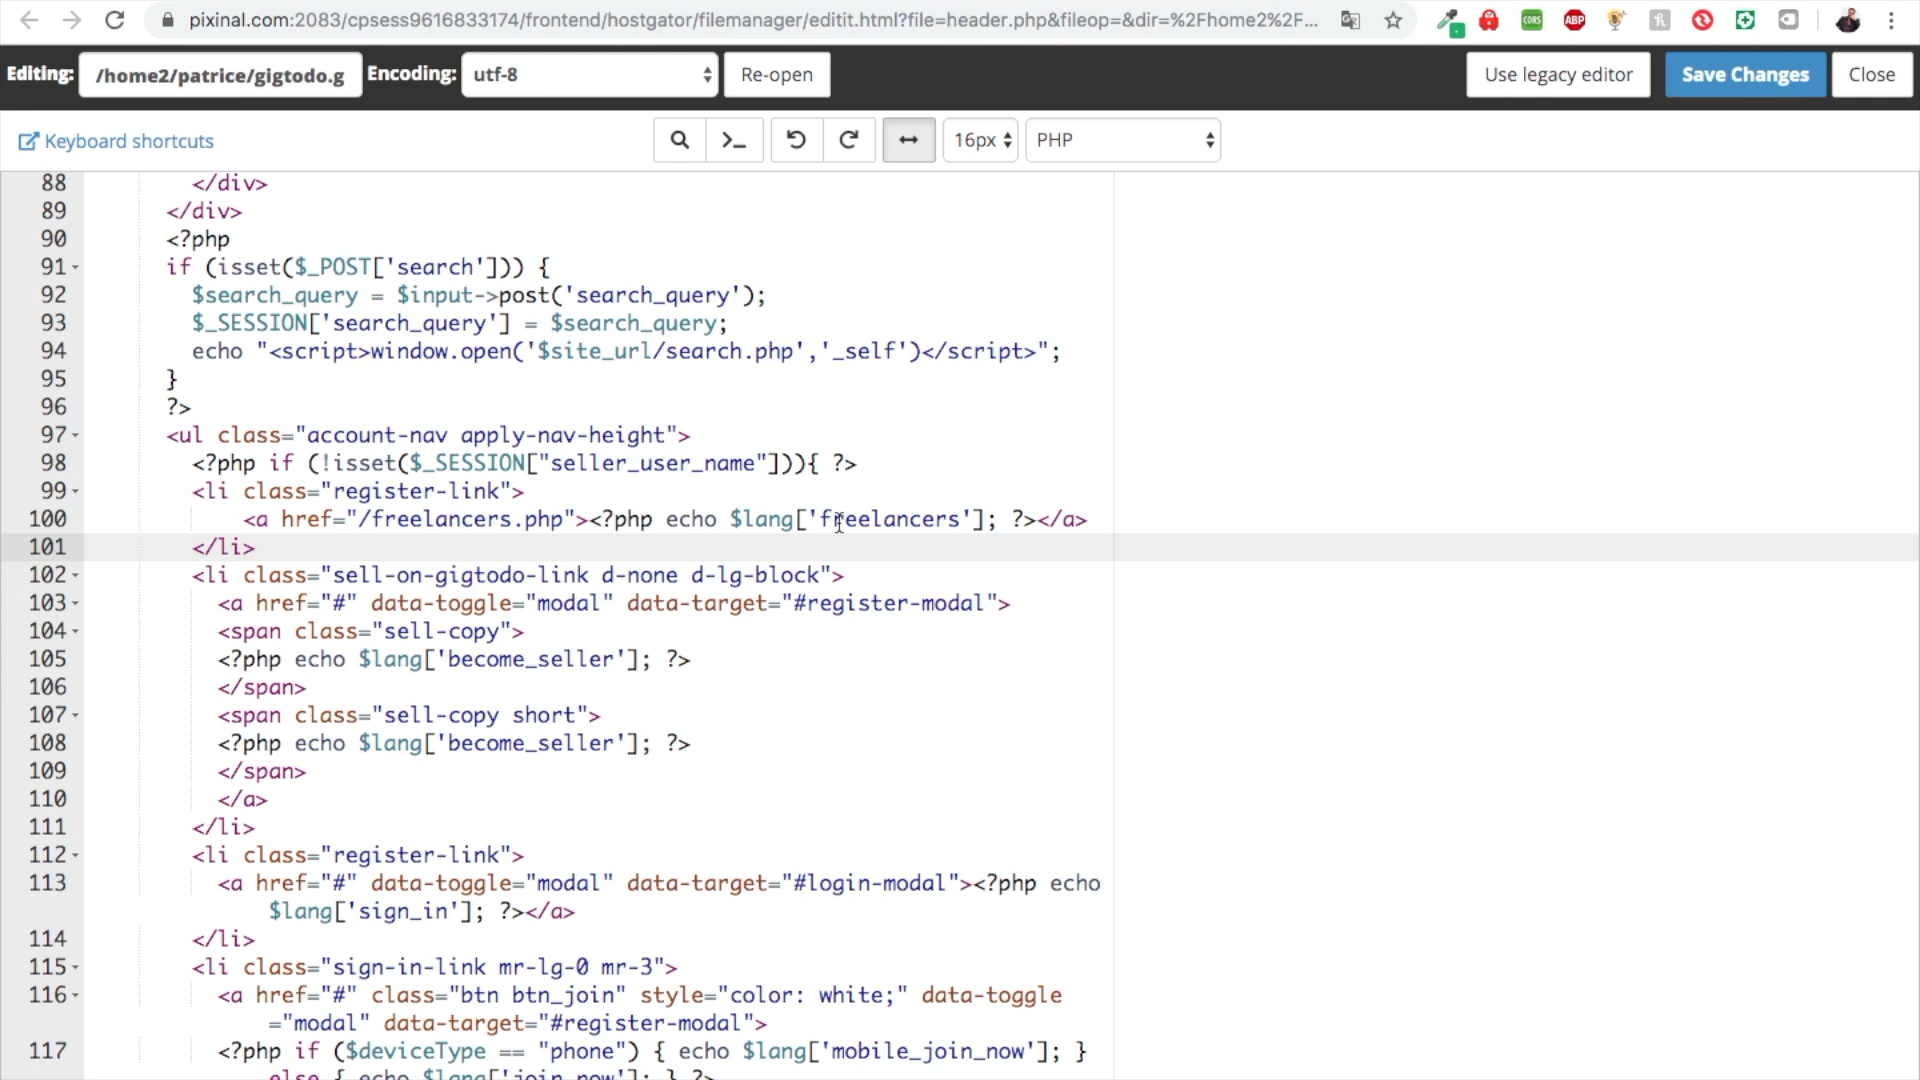 pixinal.com:2083/cpsess9616833174/frontend/hostgator/filemanager/editit.html?file=header.php&fileop=&dir=%2Fhome2%2F...
CORS
ABP
Editing: /home2/patrice/gigtodo.g Encoding: utf-8 Re-open Use legacy editor Save Changes Close
Keyboard shortcuts 16px PHP
88 </div>
89 </div>
90 <?php
91 if (isset($_POST['search'])) {
92 $search_query = $input->post('search_query');
93 $_SESSION['search_query'] = $search_query;
94 echo "<script>window.open('$site_url/search.php','_self')</script>";
95 }
96 ?>
97 <ul class="account-nav apply-nav-height">
98 <?php if (!isset($_SESSION["seller_user_name"])){ ?>
99 <li class="register-link">
100 <a href="/freelancers.php"><?php echo $lang['freelancers']; ?></a>
101 </li>
102 <li class="sell-on-gigtodo-link d-none d-lg-block">
103 <a href="#" data-toggle="modal" data-target="#register-modal">
104 <span class="sell-copy">
105 <?php echo $lang['become_seller']; ?>
106 </span>
107 <span class="sell-copy short">
108 <?php echo $lang['become_seller']; ?>
109 </span>
110 </a>
111 </li>
112 <li class="register-link">
113 <a href="#" data-toggle="modal" data-target="#login-modal"><?php echo
$lang['sign_in']; ?></a>
114 </li>
115 <li class="sign-in-link mr-lg-0 mr-3">
116 <a href="#" class="btn btn_join" style="color: white;" data-toggle
="modal" data-target="#register-modal">
117 <?php if ($deviceType == "phone") { echo $lang['mobile_join_now']; }
else { echo $lang['join_now']; } ?>